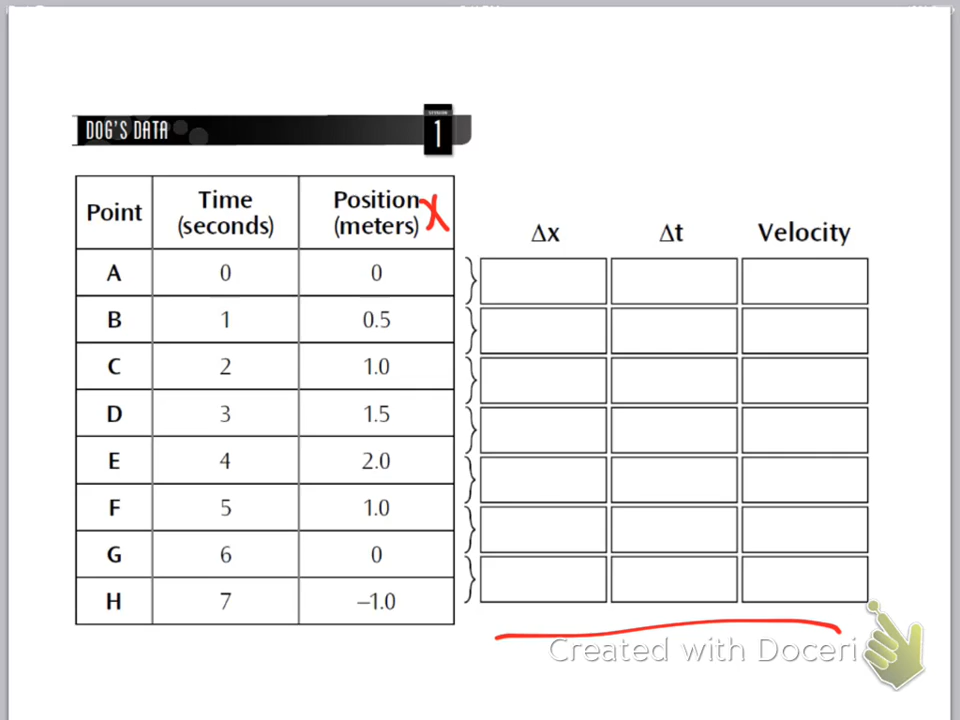 DOG'S DATA
SESSION
1
Point Time (seconds) Position (meters) X
A 0 0
B 1 0.5
C 2 1.0
D 3 1.5
E 4 2.0
F 5 1.0
G 6 0
H 7 –1.0
Δx Δt Velocity
Created with Doceri